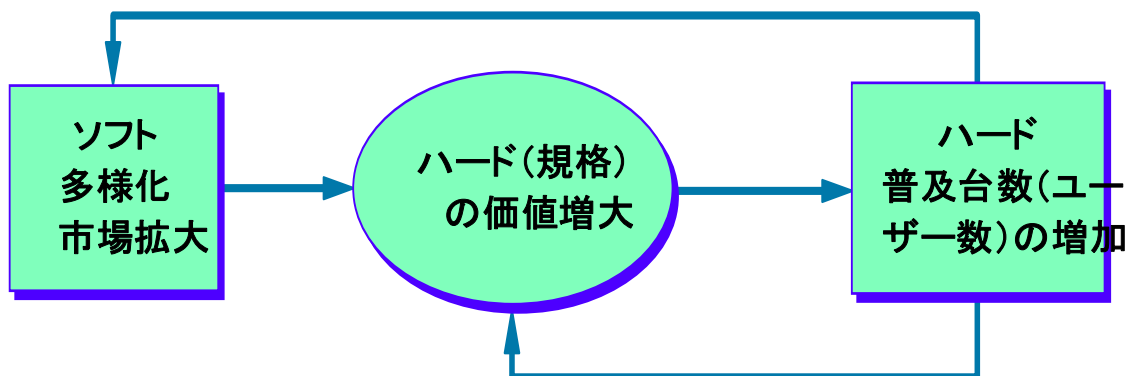 ソフト
多様化
市場拡大
ハード(規格)
の価値増大
ハード
普及台数(ユー
ザー数)の増加